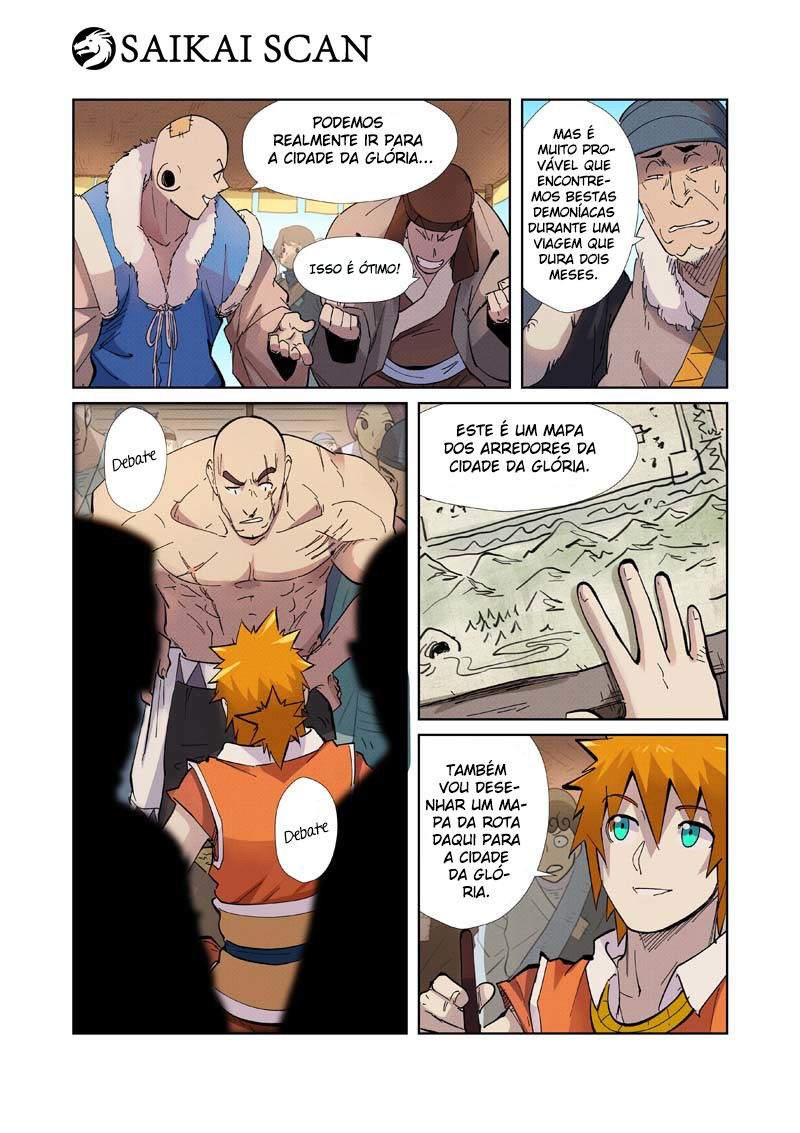 SAIKAI SCAN
PODEMOS
REALMENTE IR PARA
A CIDADE DA GLÓRIA...
ISSO É ÓTIMO!
MAS É
MUITO PRO-
VÁVEL QUE
ENCONTRE-
MOS BESTAS
DEMONÍACAS
DURANTE UMA
VIAGEM QUE
DURA DOIS
MESES.
Debate
ESTE É UM MAPA
DOS ARREDORES DA
CIDADE DA GLÓRIA.
Debate
TAMBÉM
VOU DESE-
NHAR UM MA-
PA DA ROTA
DAQUI PARA
A CIDADE
DA GLÓ-
RIA.